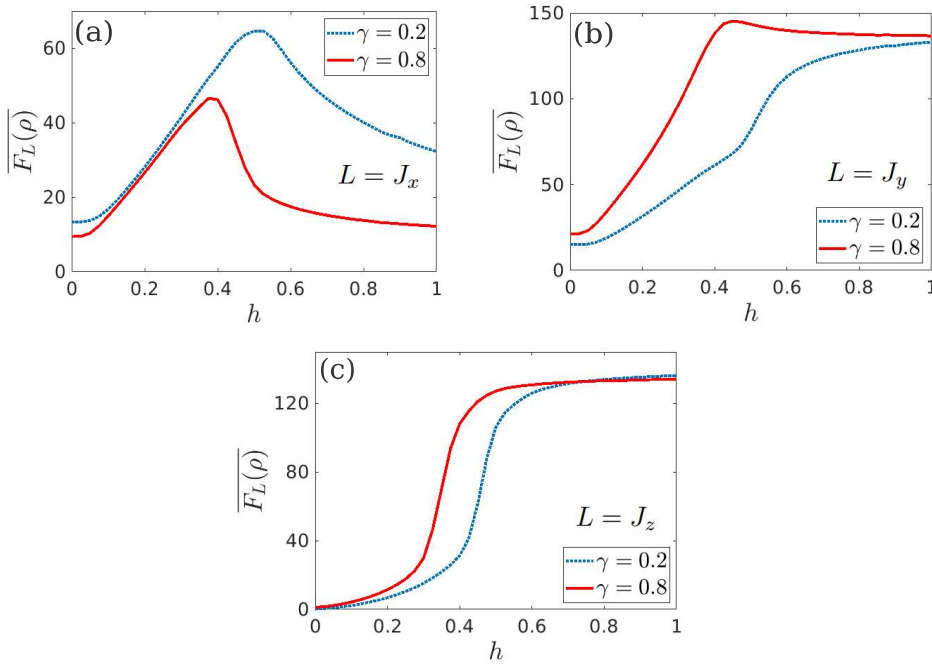 (a)
γ = 0.2
γ = 0.8
L = J_x
\overline{F_L(ρ)}
60
40
20
0
0 0.2 0.4 0.6 0.8 1
h
(b)
L = J_y
γ = 0.2
γ = 0.8
\overline{F_L(ρ)}
150
100
50
0
0 0.2 0.4 0.6 0.8 1
h
(c)
L = J_z
γ = 0.2
γ = 0.8
\overline{F_L(ρ)}
120
80
40
0
0 0.2 0.4 0.6 0.8 1
h